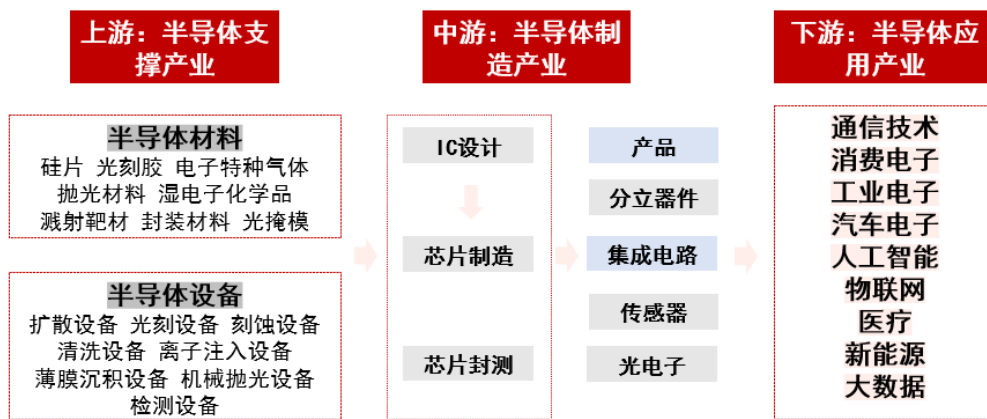 上游：半导体支
撑产业
中游：半导体制
造产业
下游：半导体应
用产业
半导体材料
硅片 光刻胶 电子特种气体
抛光材料 湿电子化学品
溅射靶材 封装材料 光掩模
半导体设备
扩散设备 光刻设备 刻蚀设备
清洗设备 离子注入设备
薄膜沉积设备 机械抛光设备
检测设备
IC设计
芯片制造
芯片封测
产品
分立器件
集成电路
传感器
光电子
通信技术
消费电子
工业电子
汽车电子
人工智能
物联网
医疗
新能源
大数据